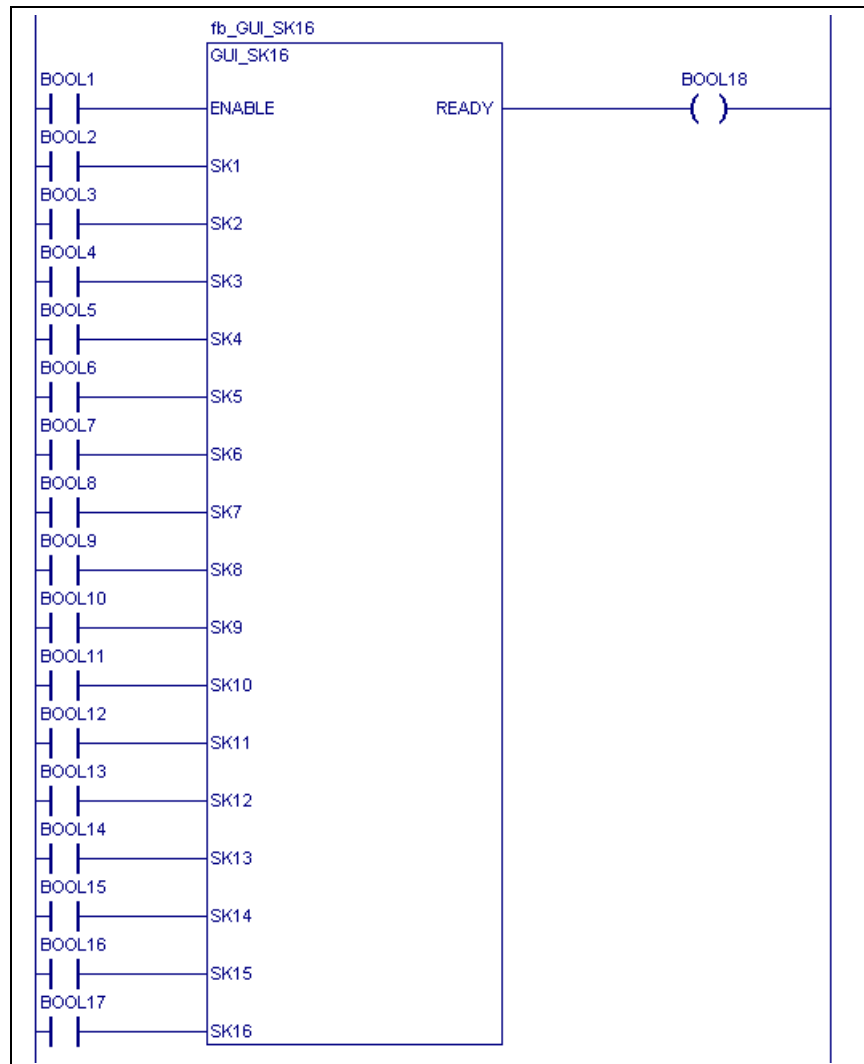 fb_GUI_SK16
GUI_SK16
BOOL1 BOOL18
ENABLE READY
BOOL2
SK1
BOOL3
SK2
BOOL4
SK3
BOOL5
SK4
BOOL6
SK5
BOOL7
SK6
BOOL8
SK7
BOOL9
SK8
BOOL10
SK9
BOOL11
SK10
BOOL12
SK11
BOOL13
SK12
BOOL14
SK13
BOOL15
SK14
BOOL16
SK15
BOOL17
SK16